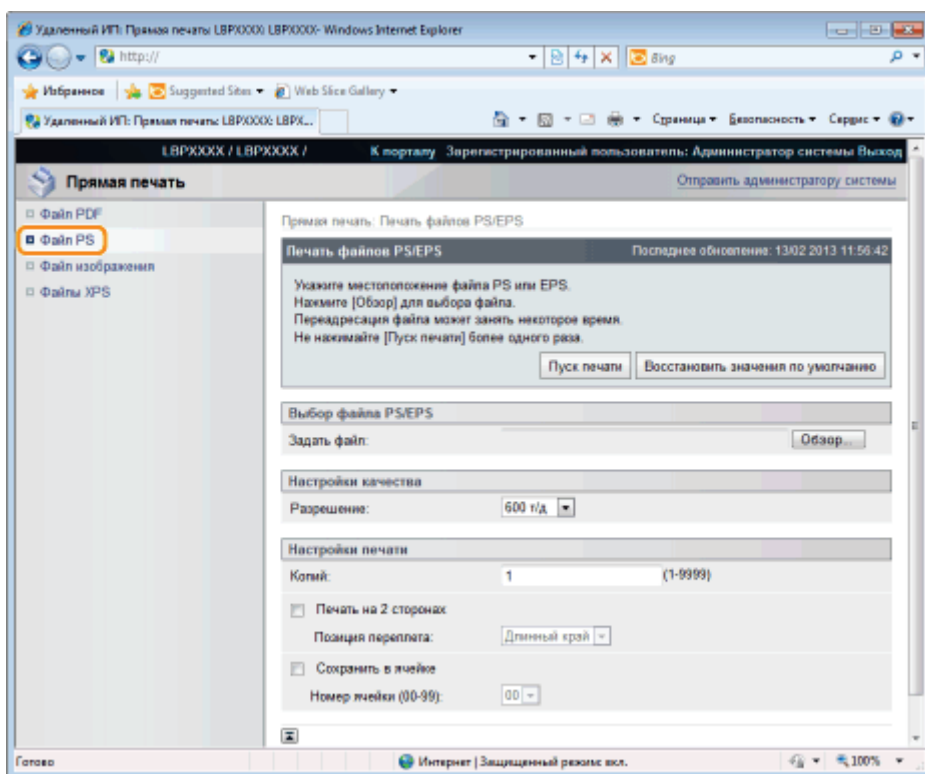 Удаленный ИП: Прямая печать: LBPXXXX: LBPXXXX- Windows Internet Explorer
http://
Bing
Избранное Suggested Sites Web Slice Gallery
Удаленный ИП: Прямая печать: LBPXXXX: LBPX... Страница Безопасность Сервис
LBPXXXX / LBPXXXX / К порталу Зарегистрированный пользователь: Администратор системы Выход
Прямая печать Отправить администратору системы
Файл PDF
Файл PS
Файл изображения
Файлы XPS
Прямая печать: Печать файлов PS/EPS
Печать файлов PS/EPS Последнее обновление: 13/02 2013 11:56:42
Укажите местоположение файла PS или EPS.
Нажмите [Обзор] для выбора файла.
Переадресация файла может занять некоторое время.
Не нажимайте [Пуск печати] более одного раза.
Пуск печати Восстановить значения по умолчанию
Выбор файла PS/EPS
Задать файл: Обзор...
Настройки качества
Разрешение: 600 т/д
Настройки печати
Копий: 1 (1-9999)
Печать на 2 сторонах
Позиция переплета: Длинный край
Сохранить в ячейке
Номер ячейки (00-99): 00
Готово Интернет | Защищенный режим: вкл. 100%